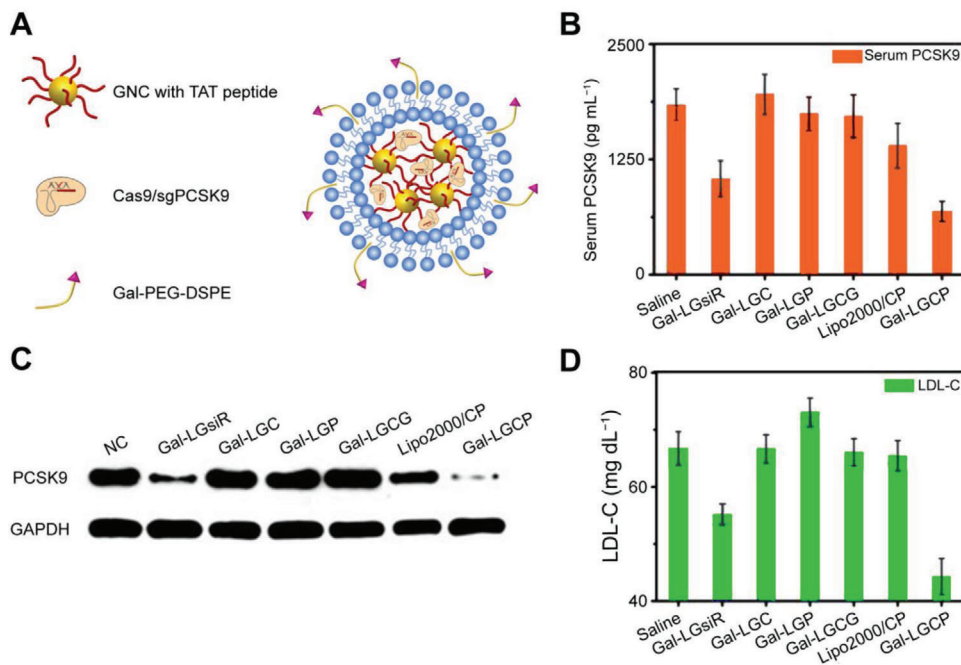 A
GNC with TAT peptide
Cas9/sgPCSK9
Gal-PEG-DSPE
B
Serum PCSK9
Serum PCSK9 (pg mL⁻¹)
2500
1250
0
Saline
Gal-LGsiR
Gal-LGC
Gal-LGP
Gal-LGCG
Lipo2000/CP
Gal-LGCP
C
NC
Gal-LGsiR
Gal-LGC
Gal-LGP
Gal-LGCG
Lipo2000/CP
Gal-LGCP
PCSK9
GAPDH
D
LDL-C
LDL-C (mg dL⁻¹)
80
60
40
Saline
Gal-LGsiR
Gal-LGC
Gal-LGP
Gal-LGCG
Lipo2000/CP
Gal-LGCP